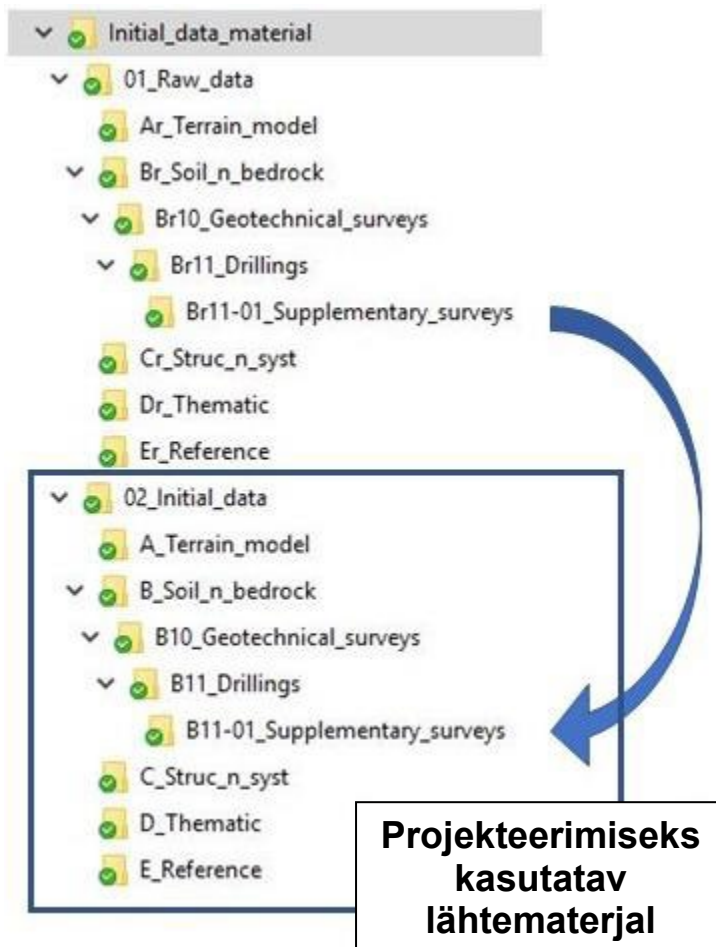 Initial_data_material
01_Raw_data
Ar_Terrain_model
Br_Soil_n_bedrock
Br10_Geotechnical_surveys
Br11_Drillings
Br11-01_Supplementary_surveys
Cr_Struc_n_syst
Dr_Thematic
Er_Reference
02_Initial_data
A_Terrain_model
B_Soil_n_bedrock
B10_Geotechnical_surveys
B11_Drillings
B11-01_Supplementary_surveys
C_Struc_n_syst
D_Thematic
E_Reference
Projekteerimiseks
kasutatav
lähtematerjal